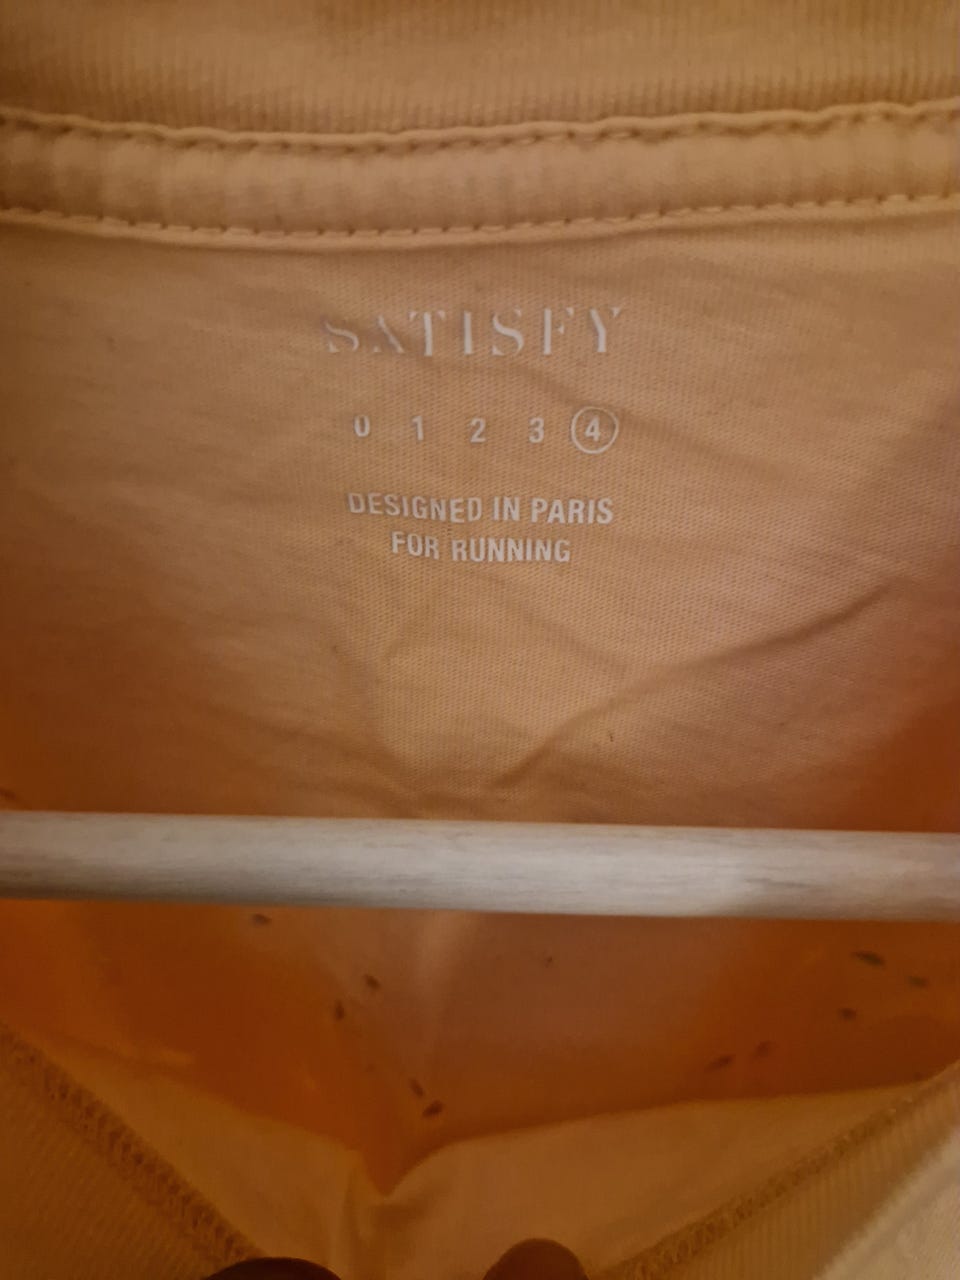 SATISFY
0 1 2 3 4
DESIGNED IN PARIS
FOR RUNNING